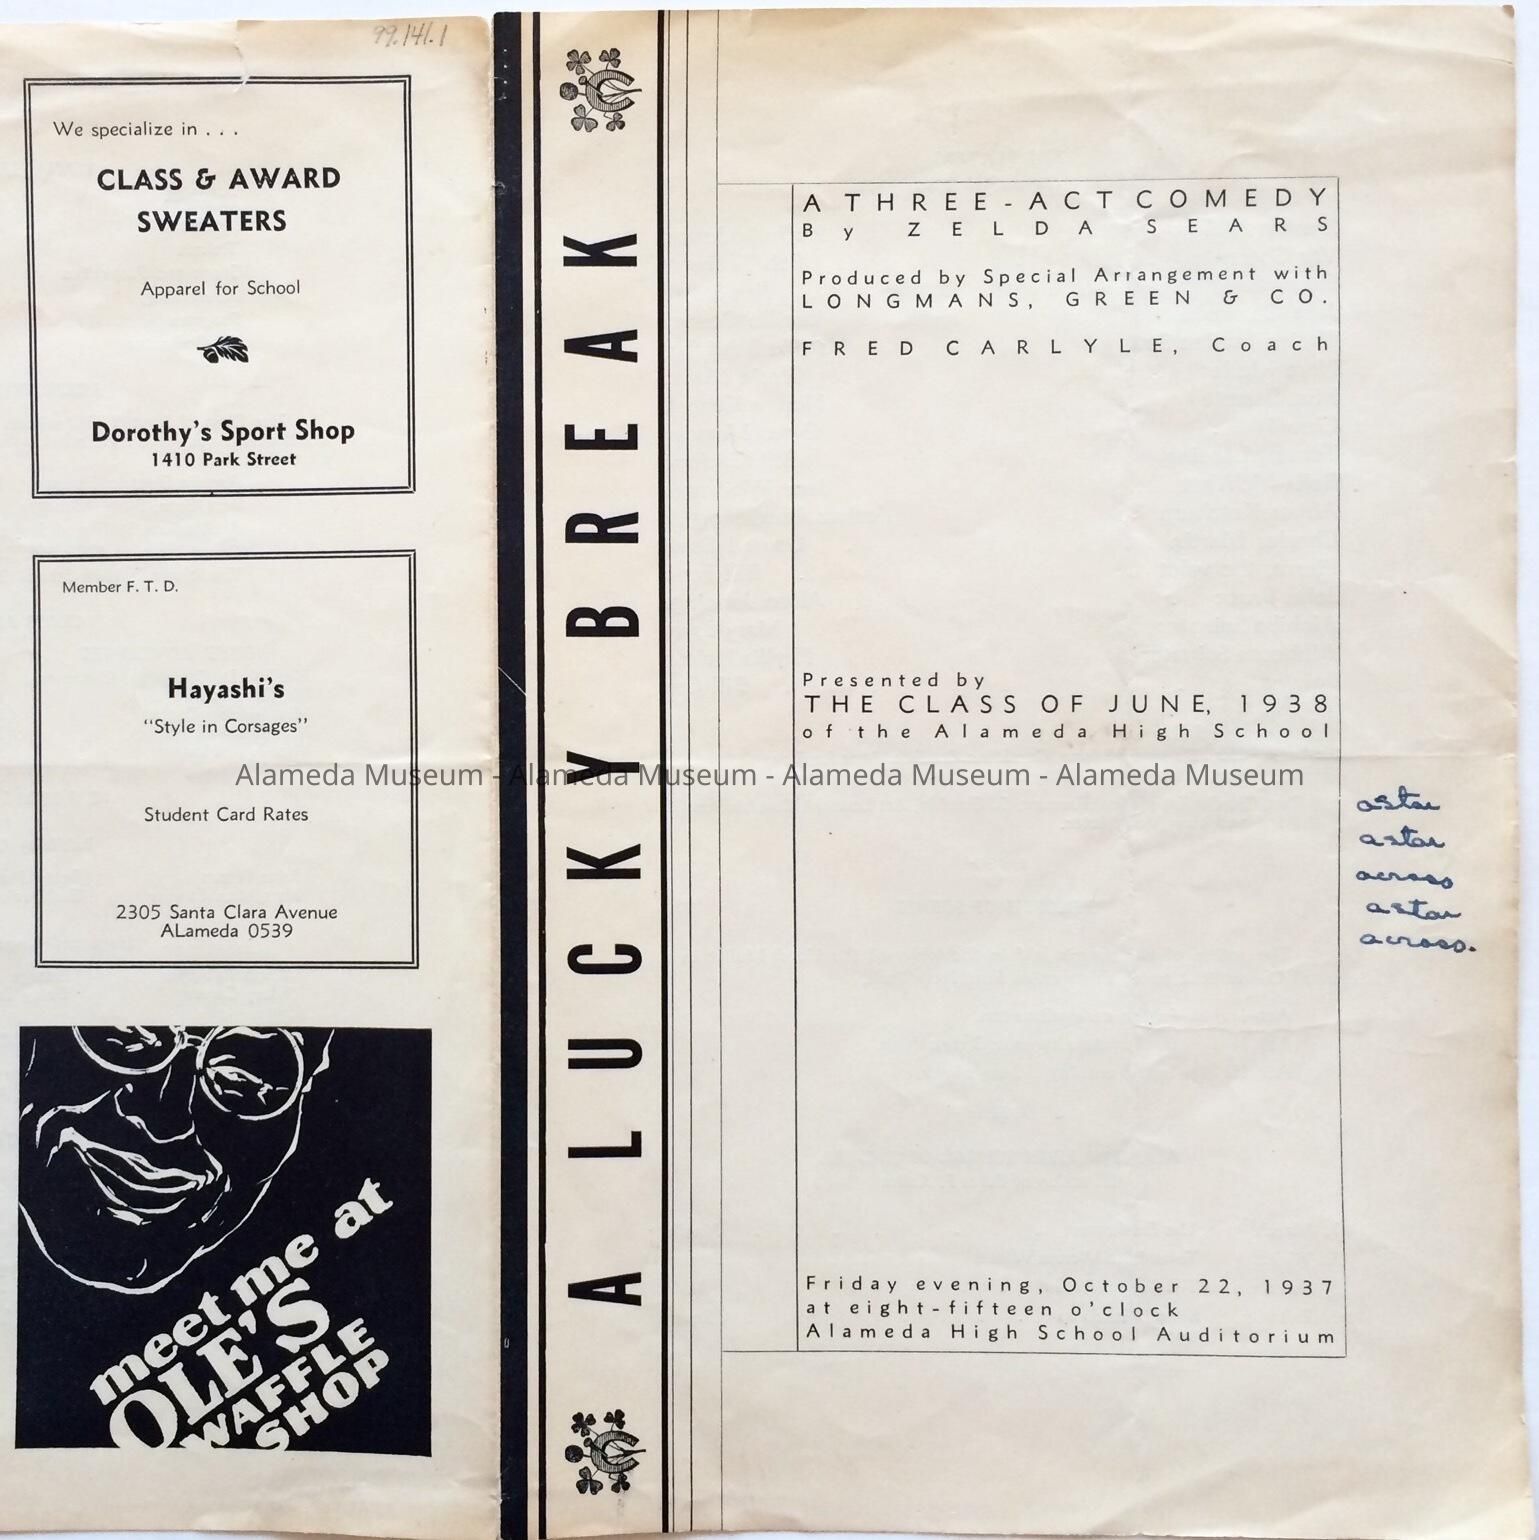 99.141.1
We specialize in . . .
CLASS & AWARD
SWEATERS
Apparel for School
Dorothy's Sport Shop
1410 Park Street
Member F. T. D.
Hayashi's
"Style in Corsages"
Student Card Rates
2305 Santa Clara Avenue
ALameda 0539
meet me at
OLE'S
WAFFLE
SHOP
A LUCKY BREAK
A THREE-ACT COMEDY
By ZELDA SEARS
Produced by Special Arrangement with
LONGMANS, GREEN & CO.
FRED CARLYLE, Coach
Presented by
THE CLASS OF JUNE, 1938
of the Alameda High School
Alameda Museum - Alameda Museum - Alameda Museum - Alameda Museum
astar
astar
across
astar
across.
Friday evening, October 22, 1937
at eight-fifteen o'clock
Alameda High School Auditorium